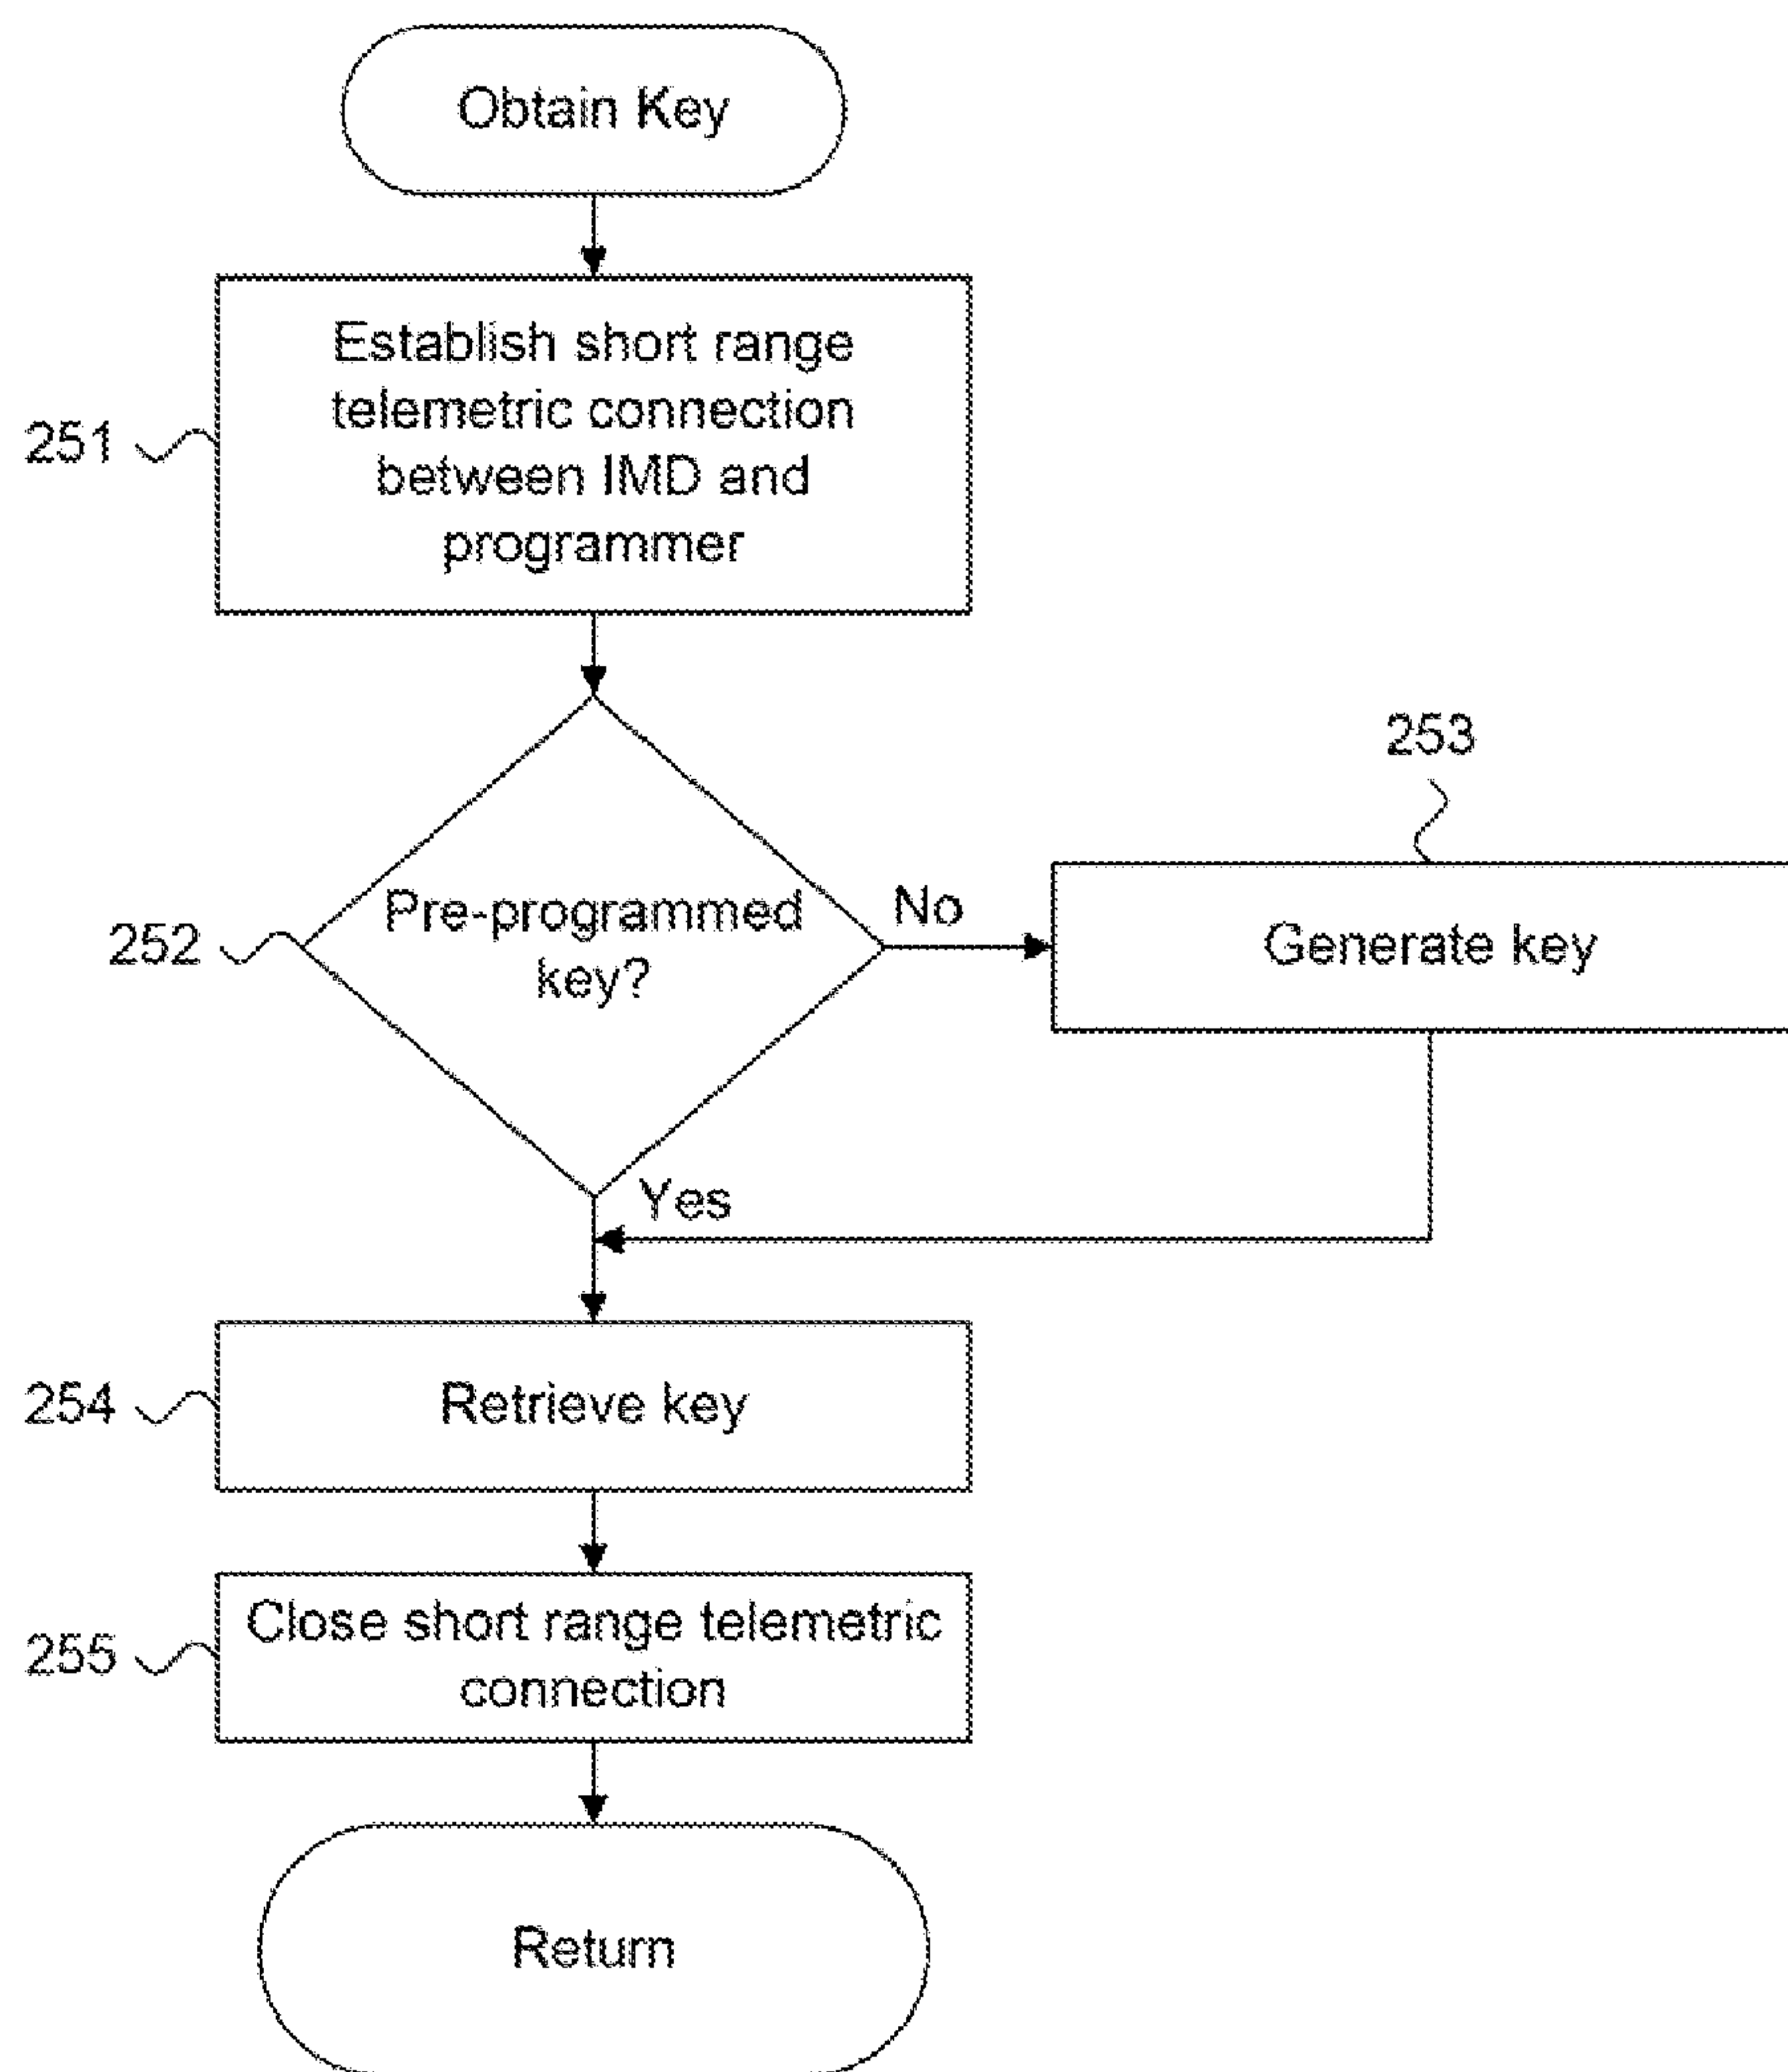 Obtain Key
Establish short range
telemetric connection
between IMD and
programmer
251
253
Pre-programmed
key?
252
No
Generate key
Yes
Retrieve key
254
Close short range telemetric
connection
255
Return